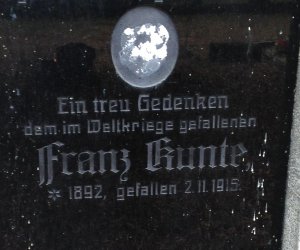 Ein treu Gedenken
dem im Weltkriege gefallenen
Franz Kunte,
* 1892, gefallen 2.11.1915.